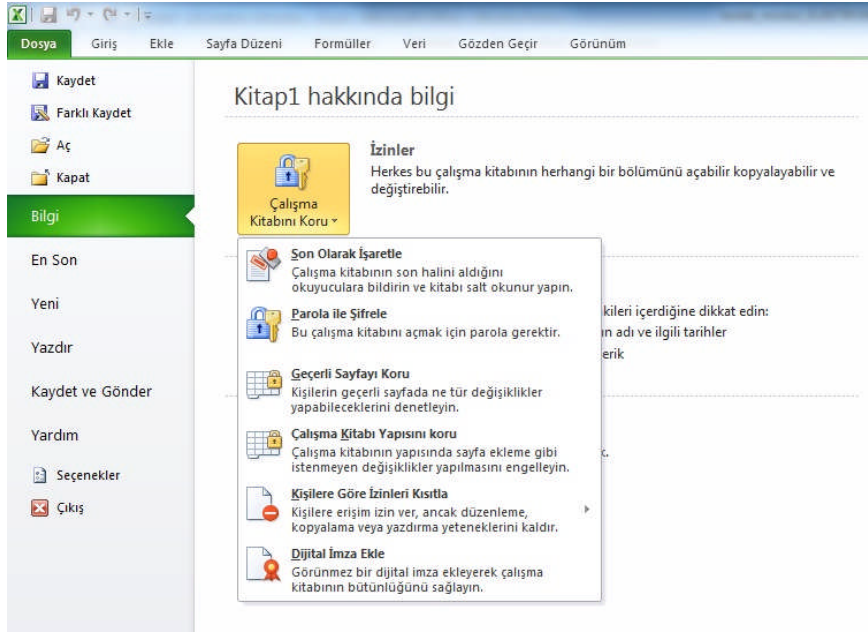 Dosya Giriş Ekle Sayfa Düzeni Formüller Veri Gözden Geçir Görünüm
Kaydet
Farklı Kaydet
Aç
Kapat
Bilgi
En Son
Yeni
Yazdır
Kaydet ve Gönder
Yardım
Seçenekler
Çıkış
Kitap1 hakkında bilgi
Çalışma
Kitabını Koru
İzinler
Herkes bu çalışma kitabının herhangi bir bölümünü açabilir kopyalayabilir ve
değiştirebilir.
Son Olarak İşaretle
Çalışma kitabının son halini aldığını
okuyuculara bildirin ve kitabı salt okunur yapın.
Parola ile Şifrele
Bu çalışma kitabını açmak için parola gerektir.
Geçerli Sayfayı Koru
Kişilerin geçerli sayfada ne tür değişiklikler
yapabileceklerini denetleyin.
Çalışma Kitabı Yapısını koru
Çalışma kitabının yapısında sayfa ekleme gibi
istenmeyen değişiklikler yapılmasını engelleyin.
Kişilere Göre İzinleri Kısıtla
Kişilere erişim izin ver, ancak düzenleme,
kopyalama veya yazdırma yeteneklerini kaldır.
Dijital İmza Ekle
Görünmez bir dijital imza ekleyerek çalışma
kitabının bütünlüğünü sağlayın.
kileri içerdiğine dikkat edin:
ın adı ve ilgili tarihler
erik